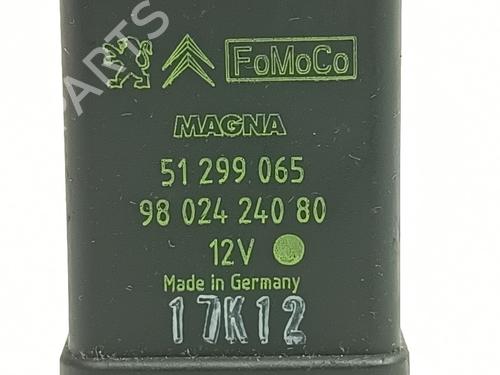 FoMoCo
MAGNA
51 299 065
98 024 240 80
12V
Made in Germany
17K12